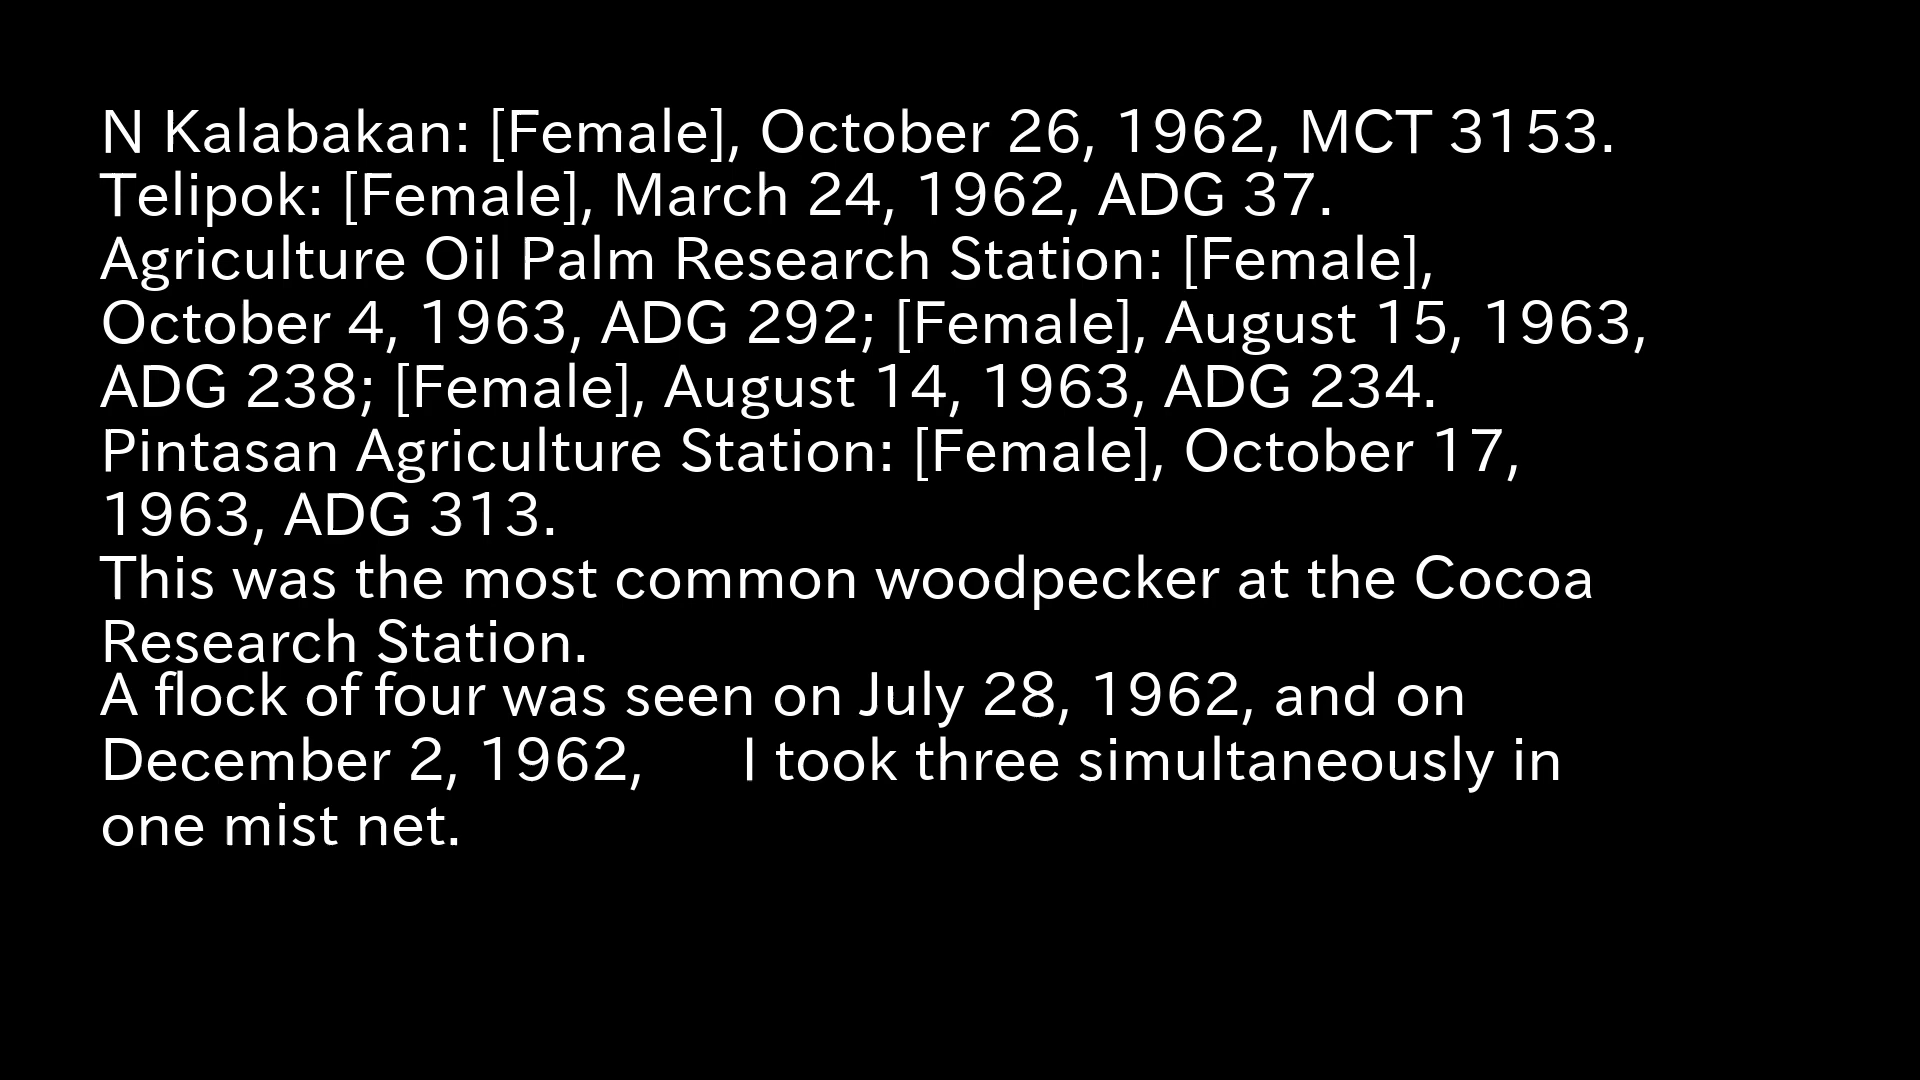 N Kalabakan: [Female], October 26, 1962, MCT 3153.
Telipok: [Female], March 24, 1962, ADG 37.
Agriculture Oil Palm Research Station: [Female],
October 4, 1963, ADG 292; [Female], August 15, 1963,
ADG 238; [Female], August 14, 1963, ADG 234.
Pintasan Agriculture Station: [Female], October 17,
1963, ADG 313.
This was the most common woodpecker at the Cocoa
Research Station.
A flock of four was seen on July 28, 1962, and on
December 2, 1962, I took three simultaneously in
one mist net.